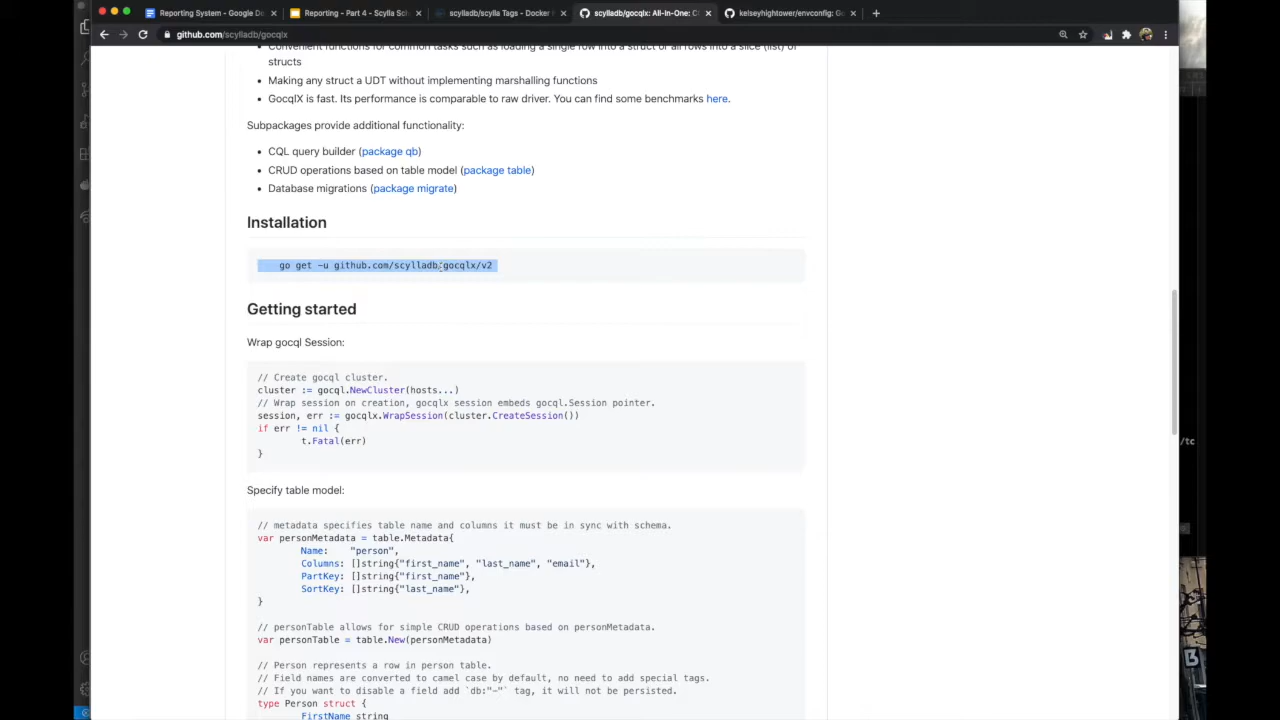 Reporting System - Google De
Reporting - Part 4 - Scylla Sch
scylladb/scylla Tags - Docker H
scylladb/gocqlx: All-In-One: C
kelseyhightower/envconfig: Go
github.com/scylladb/gocqlx
Convenient functions for common tasks such as loading a single row into a struct or all rows into a slice (list) of
structs
Making any struct a UDT without implementing marshalling functions
GocqlX is fast. Its performance is comparable to raw driver. You can find some benchmarks here.
Subpackages provide additional functionality:
CQL query builder (package qb)
CRUD operations based on table model (package table)
Database migrations (package migrate)
Installation
go get -u github.com/scylladb/gocqlx/v2
Getting started
Wrap gocql Session:
// Create gocql cluster.
cluster := gocql.NewCluster(hosts...)
// Wrap session on creation, gocqlx session embeds gocql.Session pointer.
session, err := gocqlx.WrapSession(cluster.CreateSession())
if err != nil {
t.Fatal(err)
}
/tc
Specify table model:
// metadata specifies table name and columns it must be in sync with schema.
var personMetadata = table.Metadata{
Name: "person",
Columns: []string{"first_name", "last_name", "email"},
PartKey: []string{"first_name"},
SortKey: []string{"last_name"},
}
// personTable allows for simple CRUD operations based on personMetadata.
var personTable = table.New(personMetadata)
// Person represents a row in person table.
// Field names are converted to camel case by default, no need to add special tags.
// If you want to disable a field add `db:"-"` tag, it will not be persisted.
type Person struct {
FirstName string